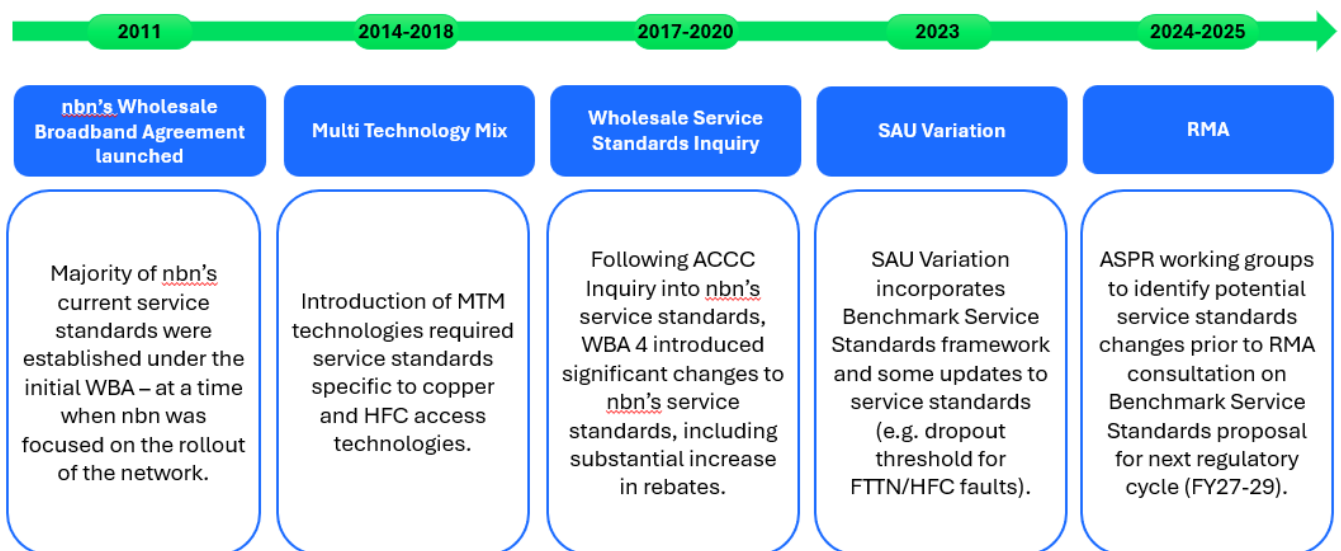 2011
2014-2018
2017-2020
2023
2024-2025
nbn's Wholesale
Broadband Agreement
launched
Multi Technology Mix
Wholesale Service
Standards Inquiry
SAU Variation
RMA
Majority of nbn's
current service
standards were
established under the
initial WBA – at a time
when nbn was
focused on the rollout
of the network.
Introduction of MTM
technologies required
service standards
specific to copper
and HFC access
technologies.
Following ACCC
Inquiry into nbn's
service standards,
WBA 4 introduced
significant changes to
nbn's service
standards, including
substantial increase
in rebates.
SAU Variation
incorporates
Benchmark Service
Standards framework
and some updates to
service standards
(e.g. dropout
threshold for
FTTN/HFC faults).
ASPR working groups
to identify potential
service standards
changes prior to RMA
consultation on
Benchmark Service
Standards proposal
for next regulatory
cycle (FY27-29).